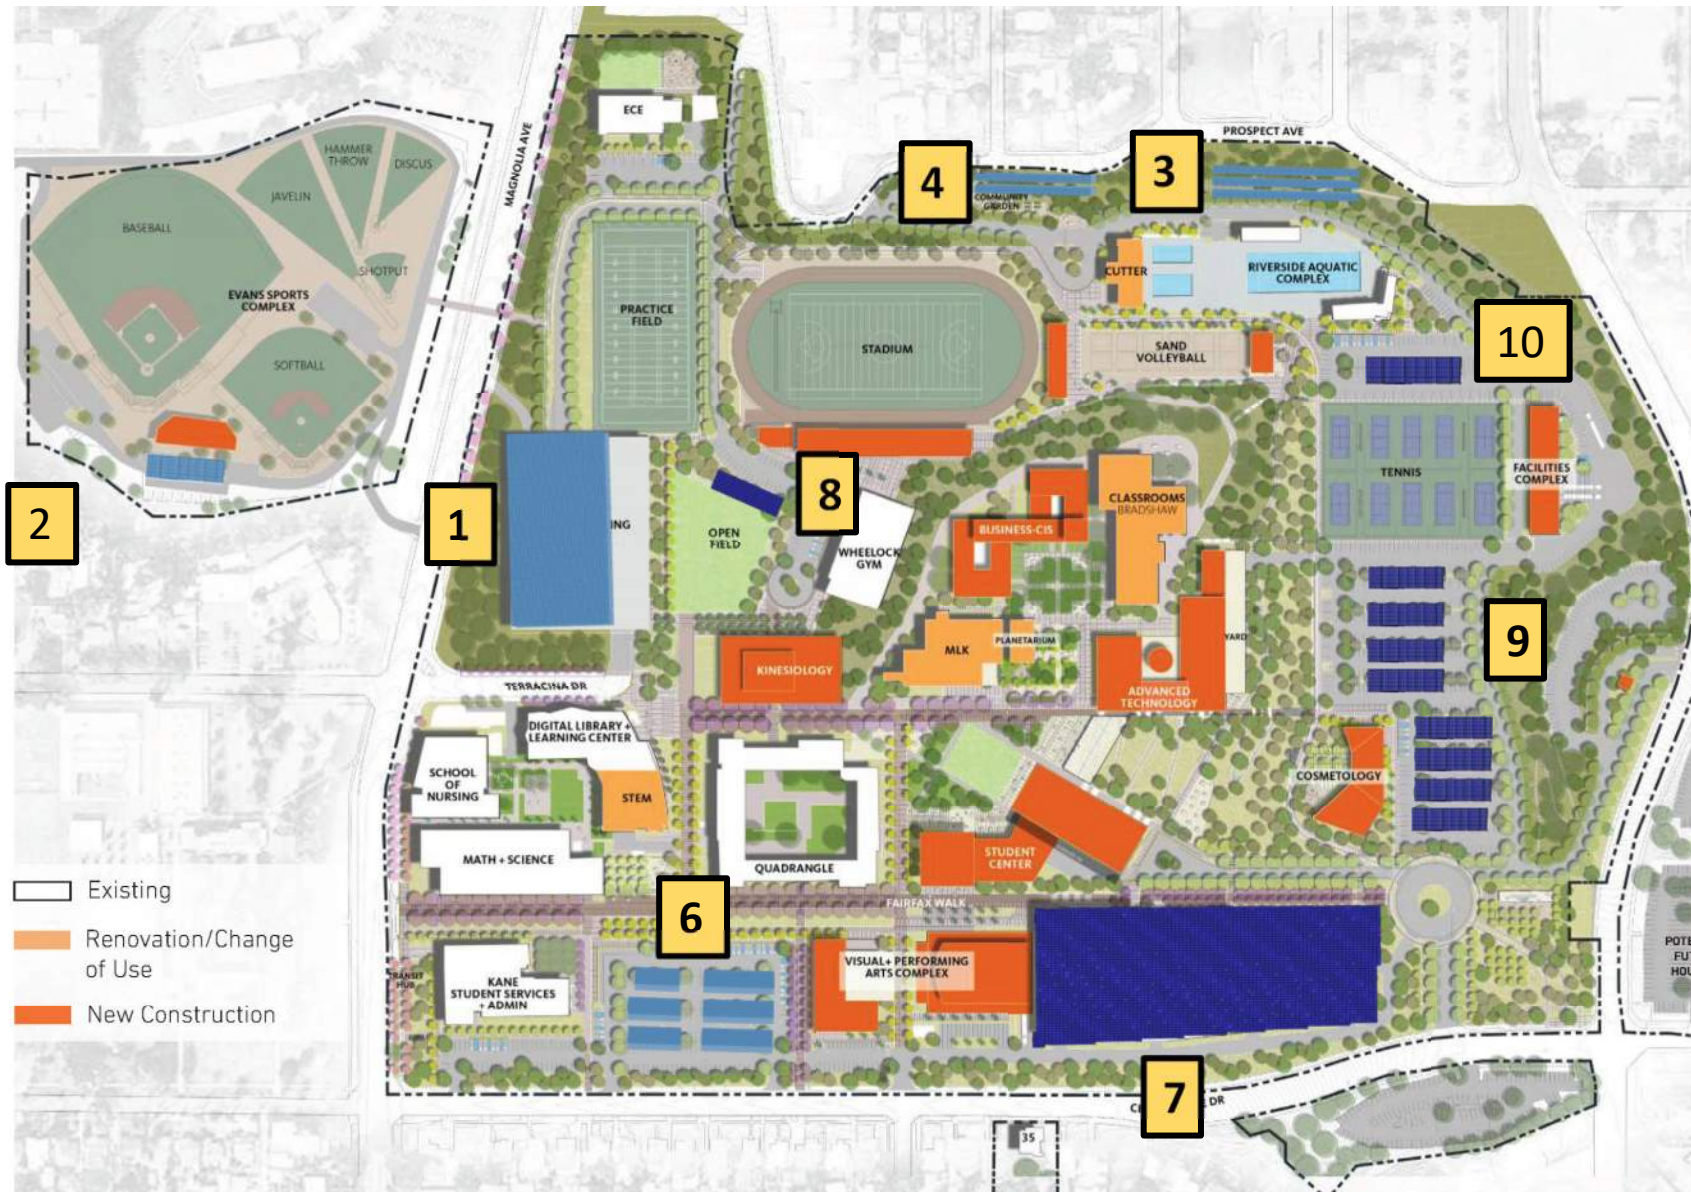 ECE
MAGNOLIA AVE
PROSPECT AVE
HAMMER
THROW
DISCUS
JAVELIN
BASEBALL
SHOTPUT
EVANS SPORTS
COMPLEX
SOFTBALL
4
3
COMMUNITY
GARDEN
CUTTER
RIVERSIDE AQUATIC
COMPLEX
PRACTICE
FIELD
STADIUM
SAND
VOLLEYBALL
10
2
1
8
ING
OPEN
FIELD
WHEELOCK
GYM
BUSINESS-CIS
CLASSROOMS
BRADSHAW
TENNIS
FACILITIES
COMPLEX
9
KINESIOLOGY
MLK
PLANETARIUM
YARD
ADVANCED
TECHNOLOGY
TERRACINA DR
DIGITAL LIBRARY +
LEARNING CENTER
SCHOOL
OF
NURSING
STEM
COSMETOLOGY
MATH + SCIENCE
QUADRANGLE
STUDENT
CENTER
6
FAIRFAX WALK
Existing
Renovation/Change
of Use
New Construction
TRANSIT
HUB
KANE
STUDENT SERVICES
+ ADMIN
VISUAL+ PERFORMING
ARTS COMPLEX
POTE
FU
HOU
7
DR
35